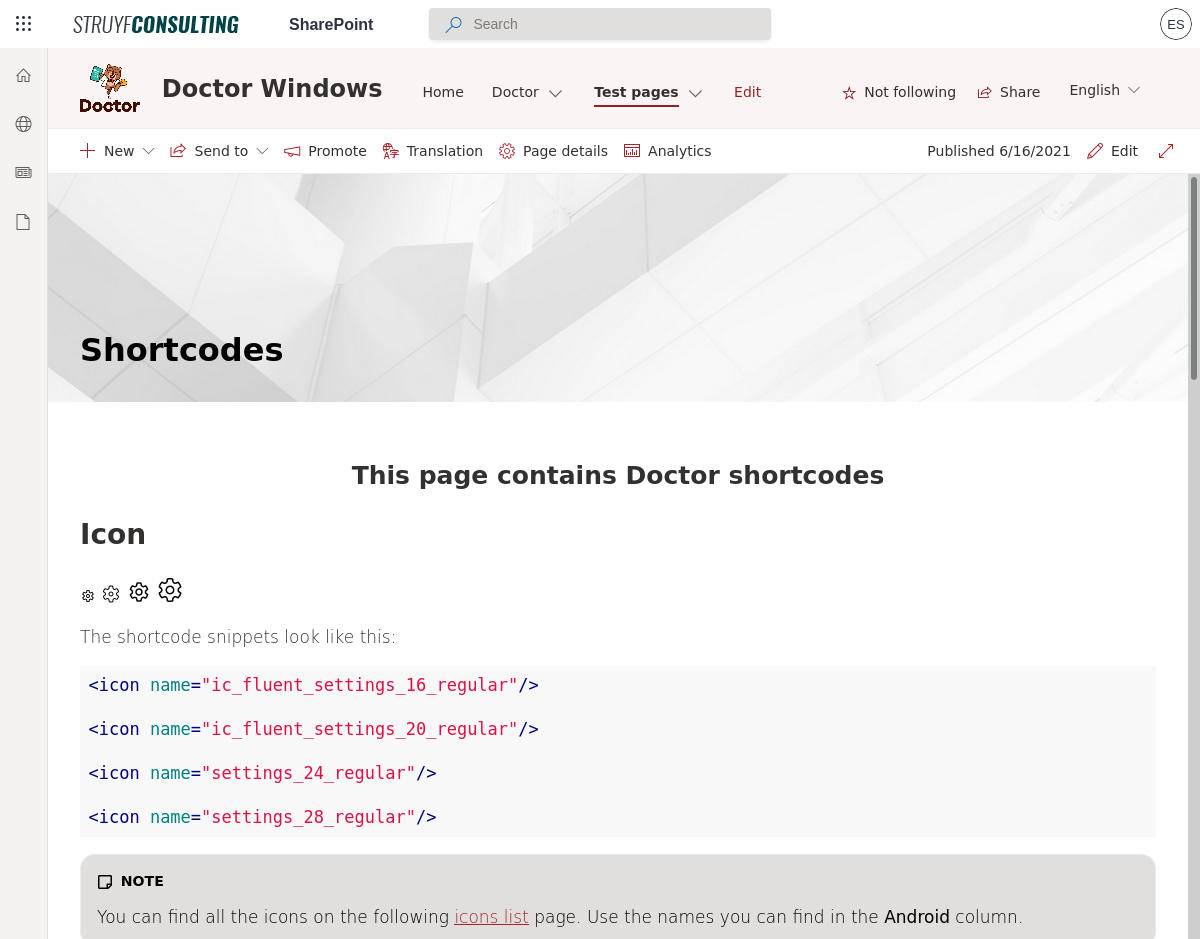 STRUYFCONSULTING
SharePoint
Search
ES
Doctor
Doctor Windows
Home
Doctor
Test pages
Edit
Not following
Share
English
New
Send to
Promote
Translation
Page details
Analytics
Published 6/16/2021
Edit
Shortcodes
This page contains Doctor shortcodes
Icon
The shortcode snippets look like this:
<icon name="ic_fluent_settings_16_regular"/>
<icon name="ic_fluent_settings_20_regular"/>
<icon name="settings_24_regular"/>
<icon name="settings_28_regular"/>
NOTE
You can find all the icons on the following icons list page. Use the names you can find in the Android column.